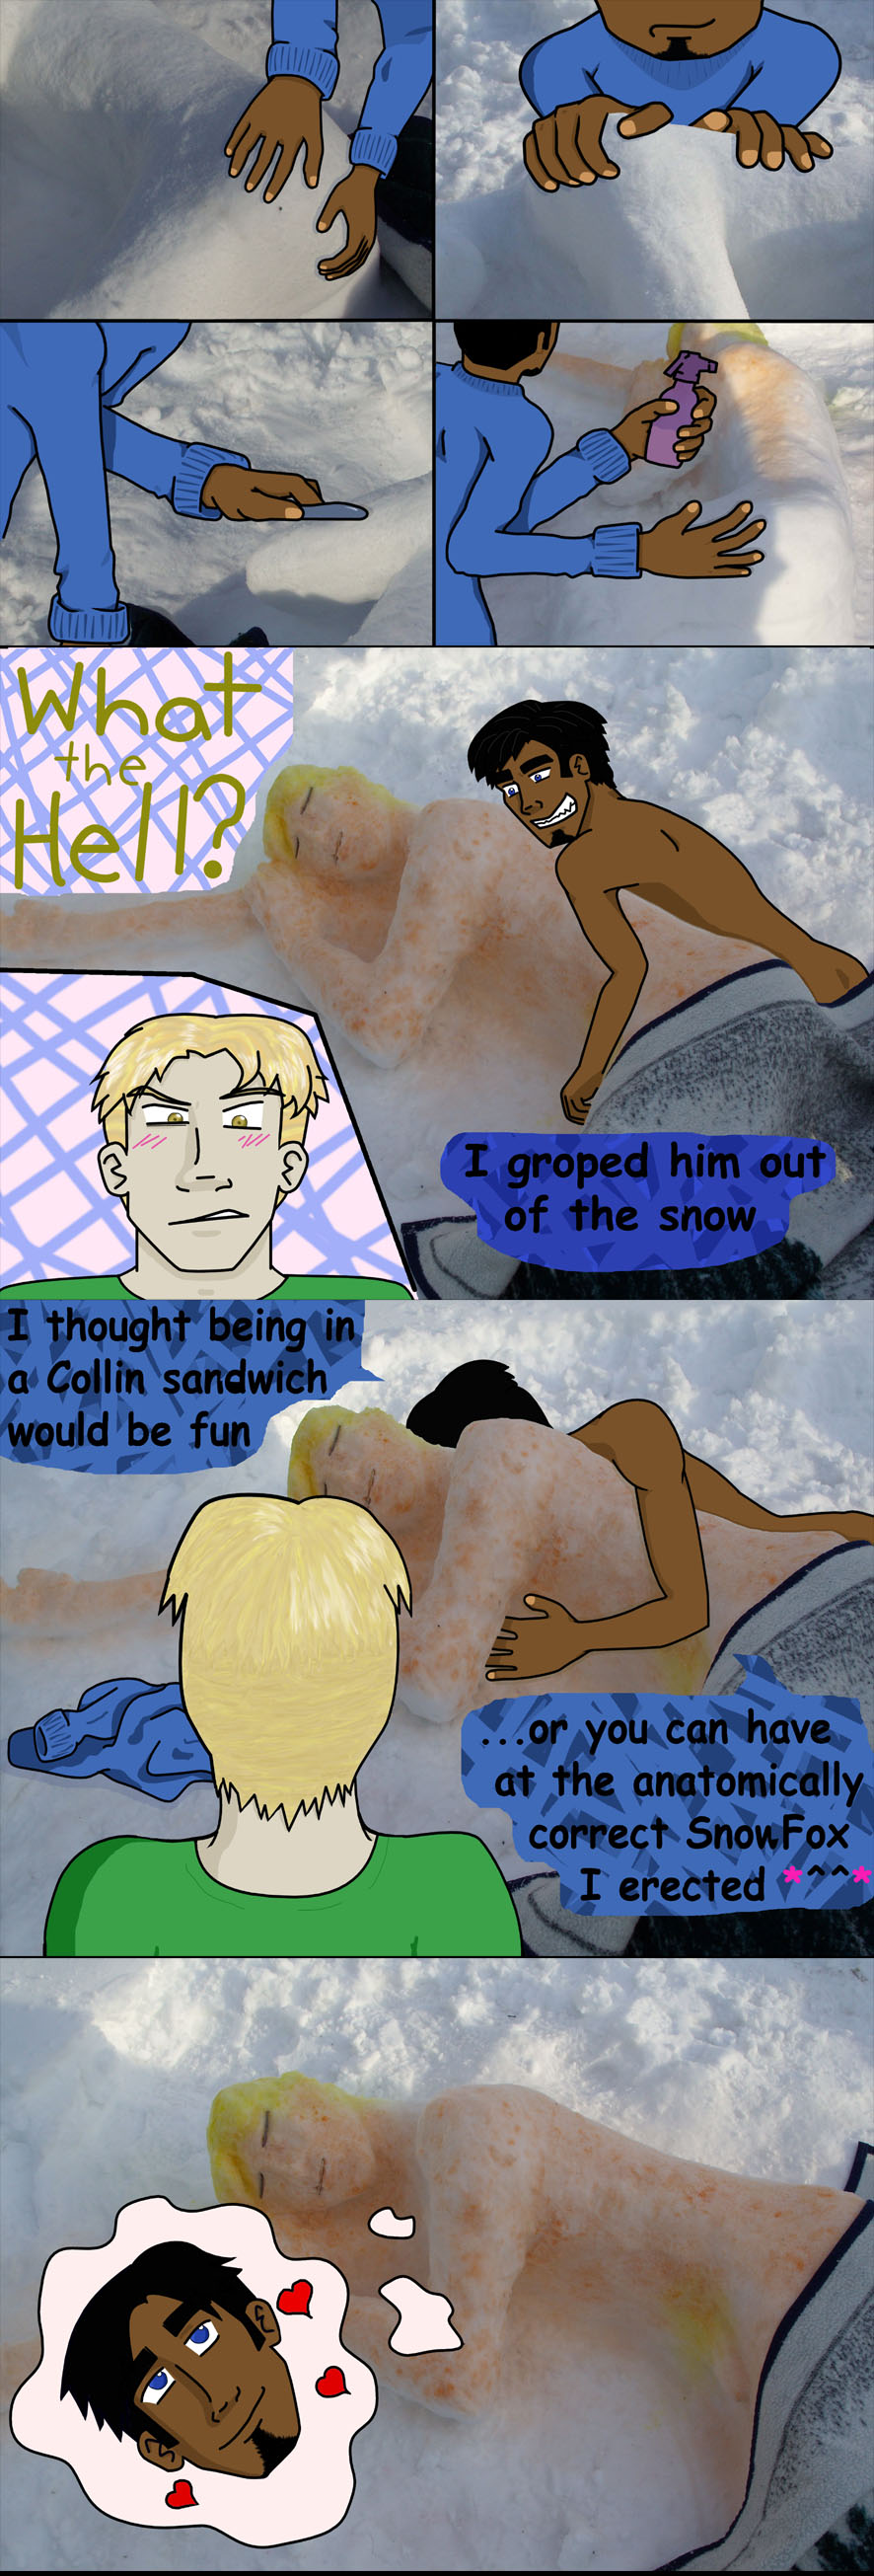 What
the
Hell?
I groped him out
of the snow
I thought being in
a Collin sandwich
would be fun
...or you can have
at the anatomically
correct SnowFox
I erected *^^*